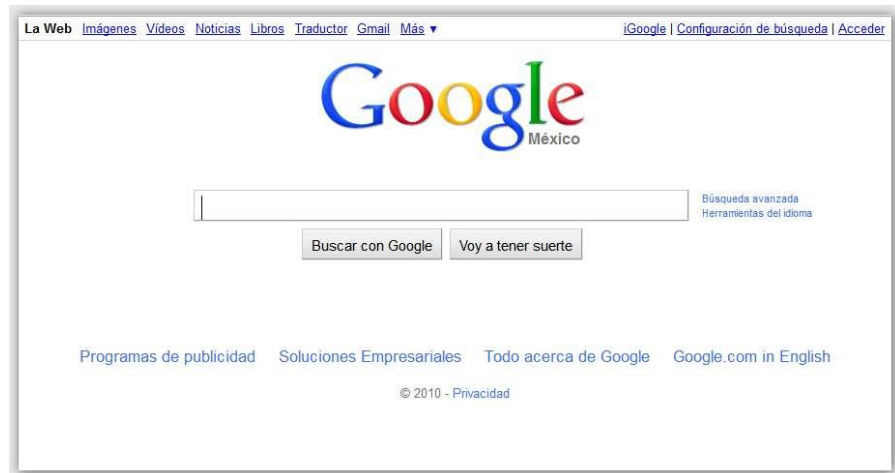 La Web Imágenes Vídeos Noticias Libros Traductor Gmail Más ▼ iGoogle | Configuración de búsqueda | Acceder
Google
México
Búsqueda avanzada
Herramientas del idioma
Buscar con Google Voy a tener suerte
Programas de publicidad Soluciones Empresariales Todo acerca de Google Google.com in English
© 2010 - Privacidad